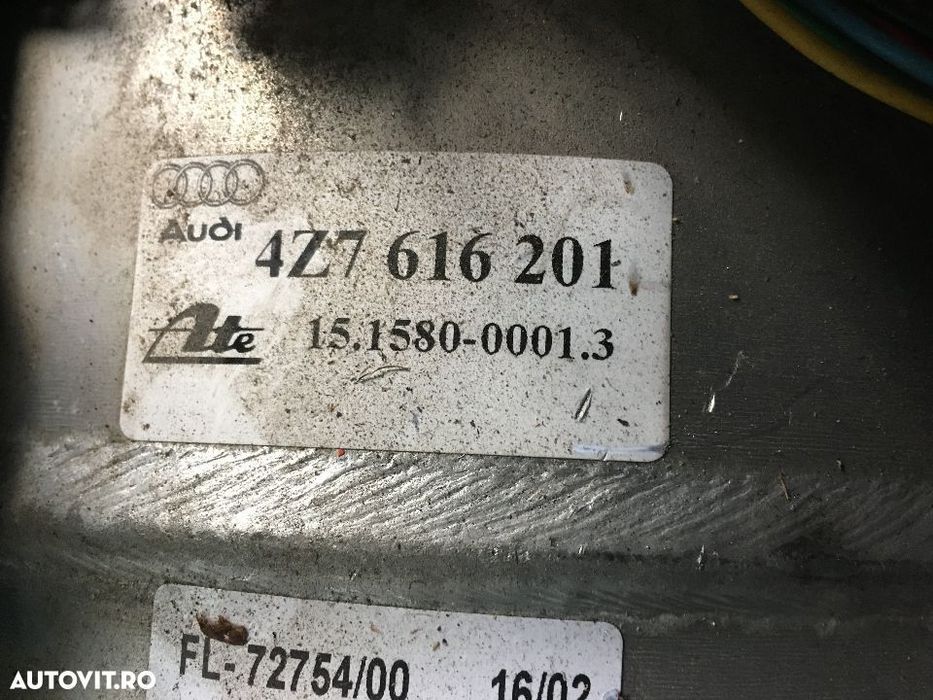 Audi 4Z7 616 201
Ate 15.1580-0001.3
FL-72754/00 16/02
AUTOVIT.RO